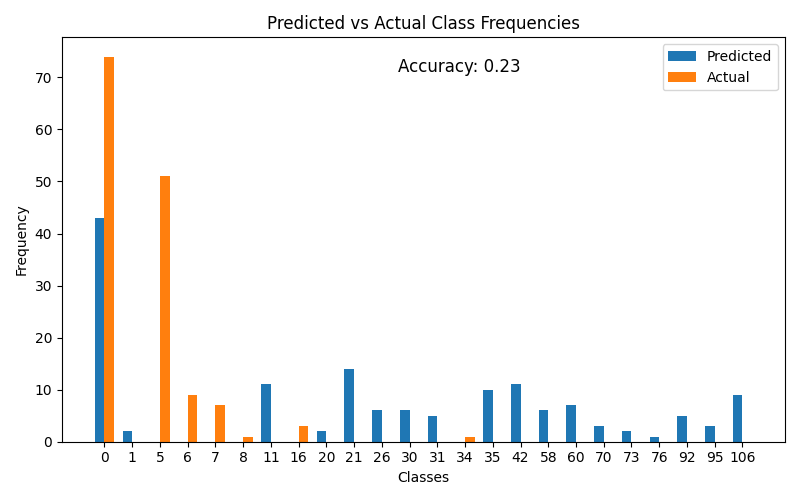 Predicted vs Actual Class Frequencies
Accuracy: 0.23
Predicted
Actual
Frequency
70
60
50
40
30
20
10
0
0 1 5 6 7 8 11 16 20 21 26 30 31 34 35 42 58 60 70 73 76 92 95 106
Classes